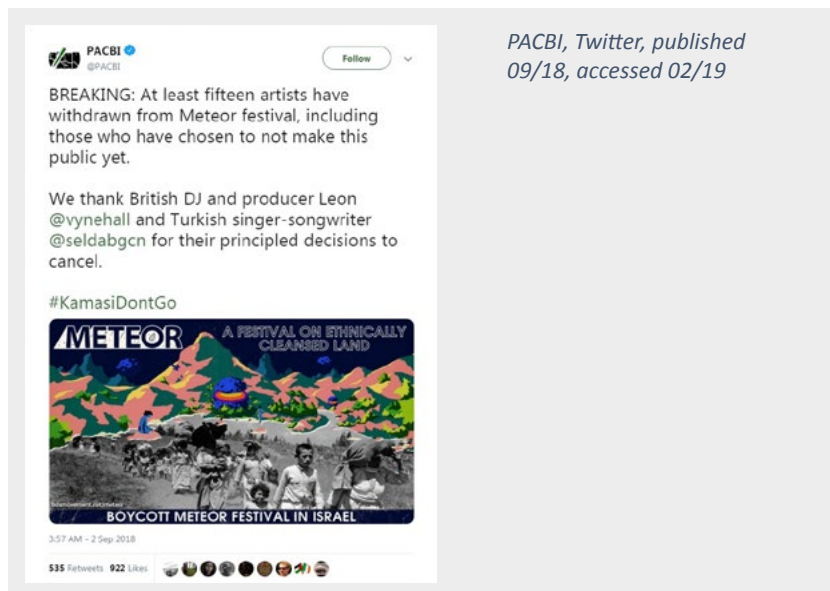 PACBI
@PACBI
Follow
BREAKING: At least fifteen artists have
withdrawn from Meteor festival, including
those who have chosen to not make this
public yet.
We thank British DJ and producer Leon
@vynehall and Turkish singer-songwriter
@seldabgcn for their principled decisions to
cancel.
#KamasiDontGo
METEOR
A FESTIVAL ON ETHNICALLY
CLEANSED LAND
bdsmovement.net/meteor
BOYCOTT METEOR FESTIVAL IN ISRAEL
3:57 AM - 2 Sep 2018
535 Retweets 922 Likes
PACBI, Twitter, published
09/18, accessed 02/19